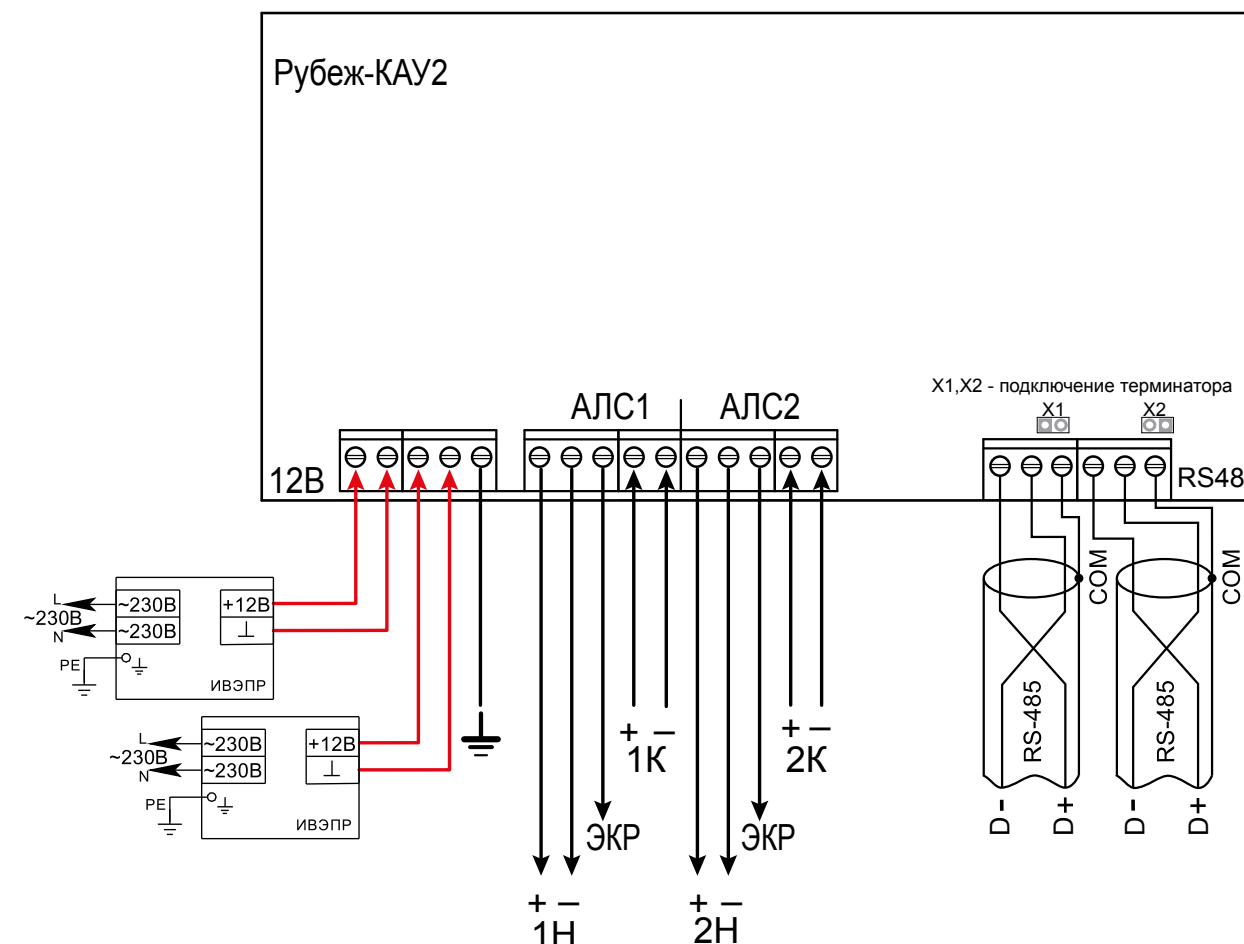 Рубеж-КАУ2
X1,X2 - подключение терминатора
X1
X2
АЛС1
АЛС2
12В
RS48
L
~230В
N
PE
~230В
~230В
+12В
⊥
ИВЭПР
L
~230В
N
PE
~230В
~230В
+12В
⊥
ИВЭПР
+ –
1К
+ –
2К
ЭКР
ЭКР
+ –
1Н
+ –
2Н
COM
COM
RS-485
RS-485
D -
D+
D -
D+